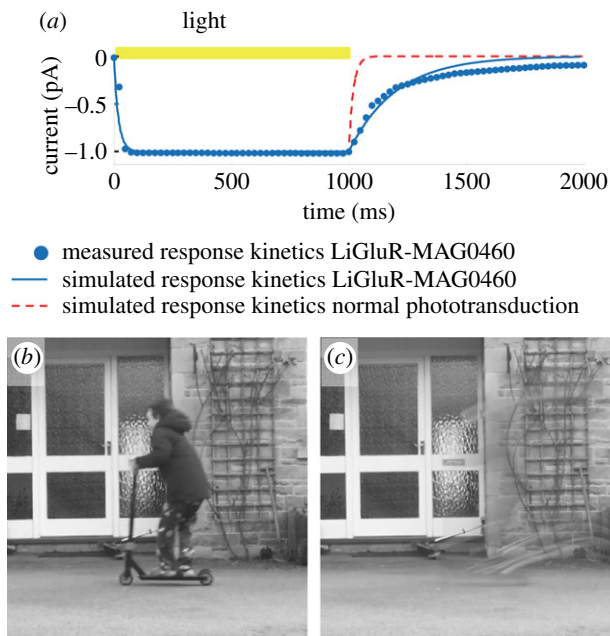 (a)
light
0
−0.5
−1.0
current (pA)
0
500
1000
1500
2000
time (ms)
measured response kinetics LiGluR-MAG0460
simulated response kinetics LiGluR-MAG0460
simulated response kinetics normal phototransduction
(b)
(c)